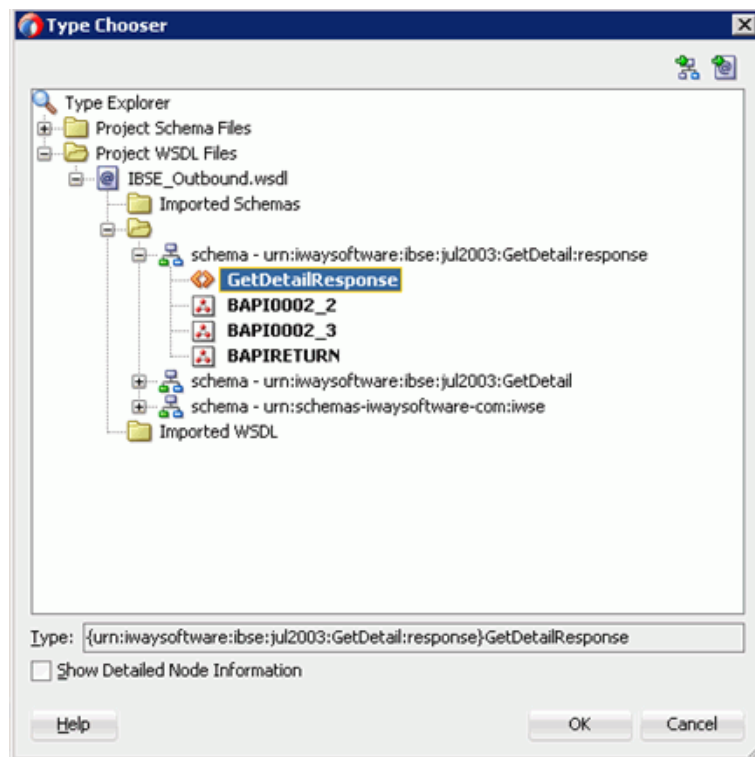 Type Chooser
Type Explorer
Project Schema Files
Project WSDL Files
IBSE_Outbound.wsdl
Imported Schemas
schema - urn:iwaysoftware:ibse:jul2003:GetDetail:response
GetDetailResponse
BAPI0002_2
BAPI0002_3
BAPIRETURN
schema - urn:iwaysoftware:ibse:jul2003:GetDetail
schema - urn:schemas-iwaysoftware-com:iwse
Imported WSDL
Type: {urn:iwaysoftware:ibse:jul2003:GetDetail:response}GetDetailResponse
Show Detailed Node Information
Help OK Cancel